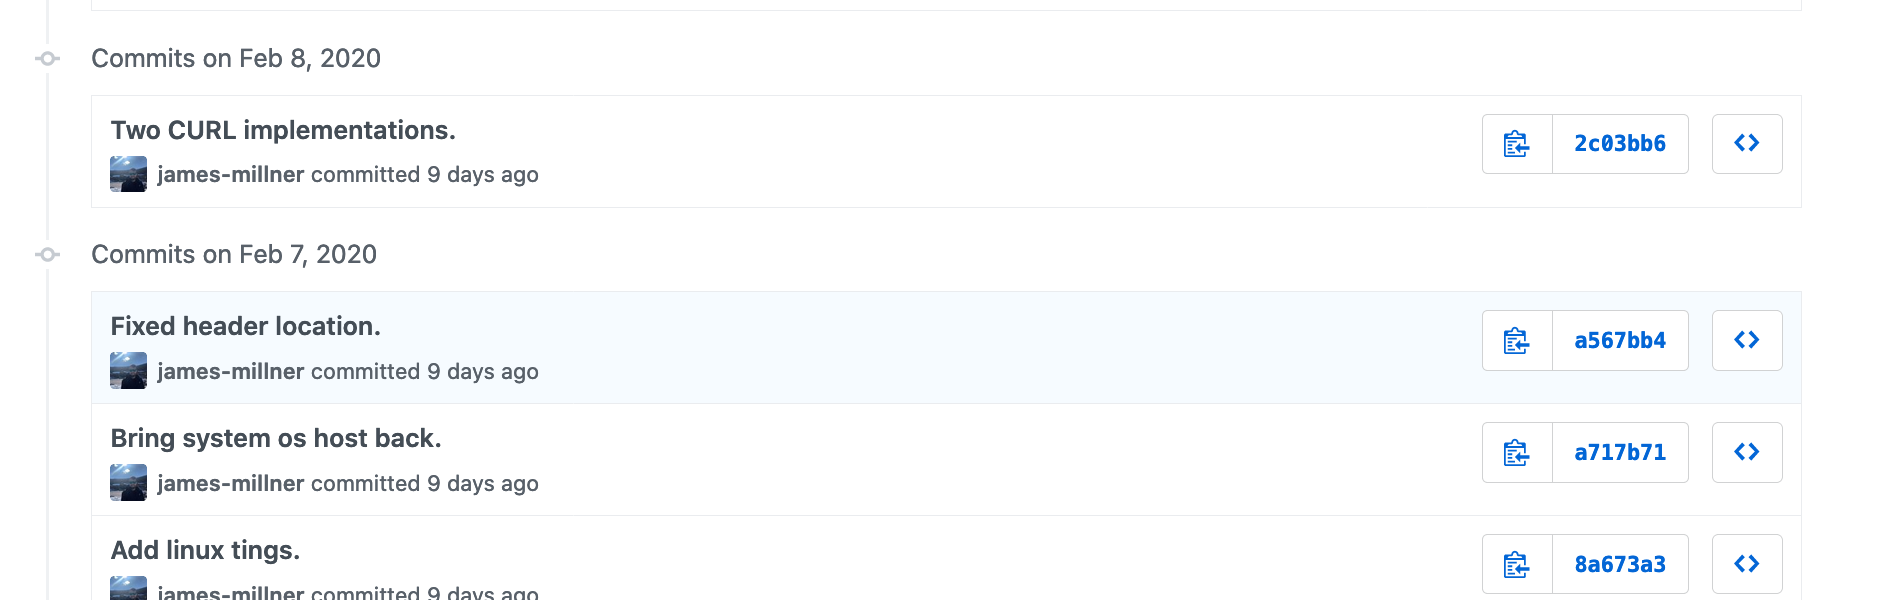 Commits on Feb 8, 2020
Two CURL implementations.
2c03bb6
james-millner committed 9 days ago
Commits on Feb 7, 2020
Fixed header location.
a567bb4
james-millner committed 9 days ago
Bring system os host back.
a717b71
james-millner committed 9 days ago
Add linux tings.
8a673a3
james-millner committed 9 days ago